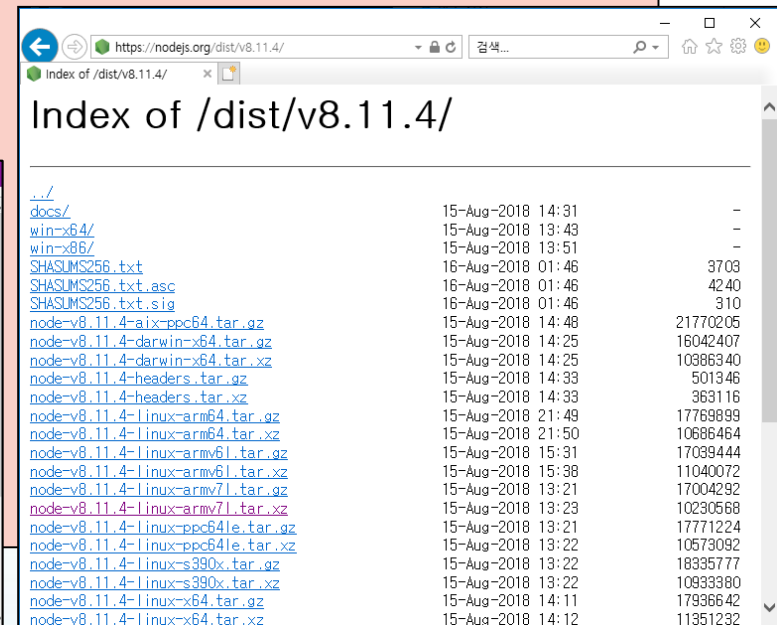 https://nodejs.org/dist/v8.11.4/
검색...
Index of /dist/v8.11.4/
Index of /dist/v8.11.4/
../
docs/ 15-Aug-2018 14:31 -
win-x64/ 15-Aug-2018 13:43 -
win-x86/ 15-Aug-2018 13:51 -
SHASUMS256.txt 16-Aug-2018 01:46 3703
SHASUMS256.txt.asc 16-Aug-2018 01:46 4240
SHASUMS256.txt.sig 16-Aug-2018 01:46 310
node-v8.11.4-aix-ppc64.tar.gz 15-Aug-2018 14:48 21770205
node-v8.11.4-darwin-x64.tar.gz 15-Aug-2018 14:25 16042407
node-v8.11.4-darwin-x64.tar.xz 15-Aug-2018 14:25 10386340
node-v8.11.4-headers.tar.gz 15-Aug-2018 14:33 501346
node-v8.11.4-headers.tar.xz 15-Aug-2018 14:33 363116
node-v8.11.4-linux-arm64.tar.gz 15-Aug-2018 21:49 17769899
node-v8.11.4-linux-arm64.tar.xz 15-Aug-2018 21:50 10686464
node-v8.11.4-linux-armv6l.tar.gz 15-Aug-2018 15:31 17039444
node-v8.11.4-linux-armv6l.tar.xz 15-Aug-2018 15:38 11040072
node-v8.11.4-linux-armv7l.tar.gz 15-Aug-2018 13:21 17004292
node-v8.11.4-linux-armv7l.tar.xz 15-Aug-2018 13:23 10230568
node-v8.11.4-linux-ppc64le.tar.gz 15-Aug-2018 13:21 17771224
node-v8.11.4-linux-ppc64le.tar.xz 15-Aug-2018 13:22 10573092
node-v8.11.4-linux-s390x.tar.gz 15-Aug-2018 13:22 18335777
node-v8.11.4-linux-s390x.tar.xz 15-Aug-2018 13:22 10933380
node-v8.11.4-linux-x64.tar.gz 15-Aug-2018 14:11 17936642
node-v8.11.4-linux-x64.tar.xz 15-Aug-2018 14:12 11351232